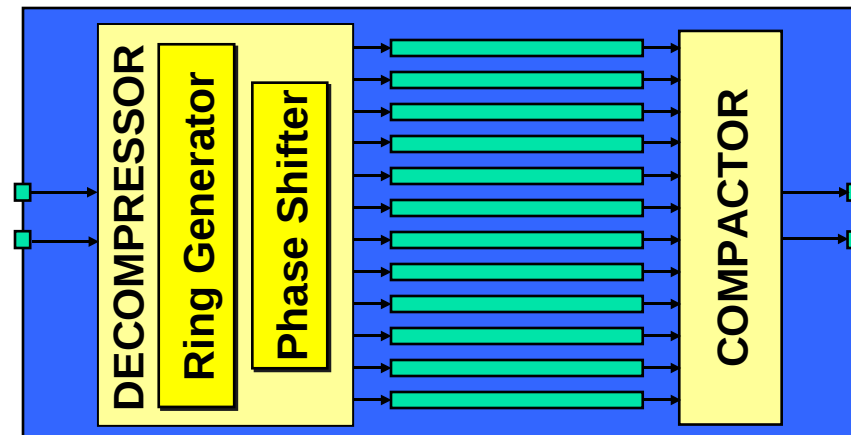 DECOMPRESSOR
Ring Generator
Phase Shifter
COMPACTOR